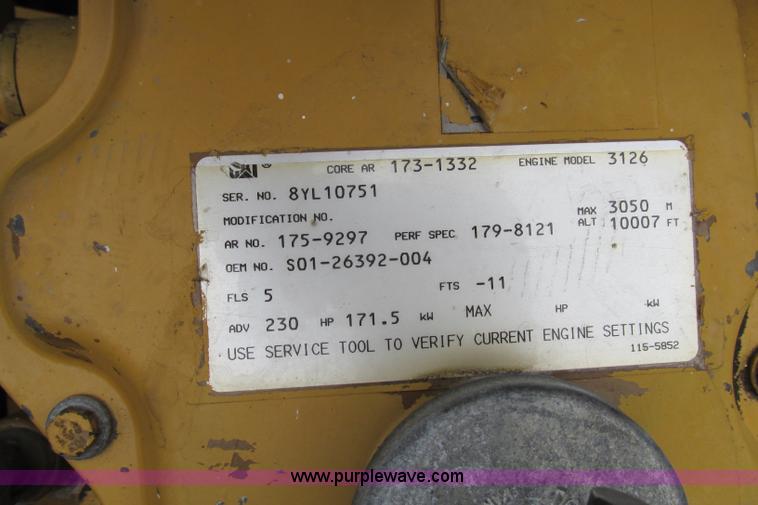 CAT ® CORE AR 173-1332 ENGINE MODEL 3126
SER. NO. 8YL10751
MODIFICATION NO. MAX 3050 M
ALT 10007 FT
AR NO. 175-9297 PERF SPEC 179-8121
OEM NO. S01-26392-004
FLS 5 FTS -11
ADV 230 HP 171.5 kW MAX HP kW
USE SERVICE TOOL TO VERIFY CURRENT ENGINE SETTINGS
115-5852
www.purplewave.com